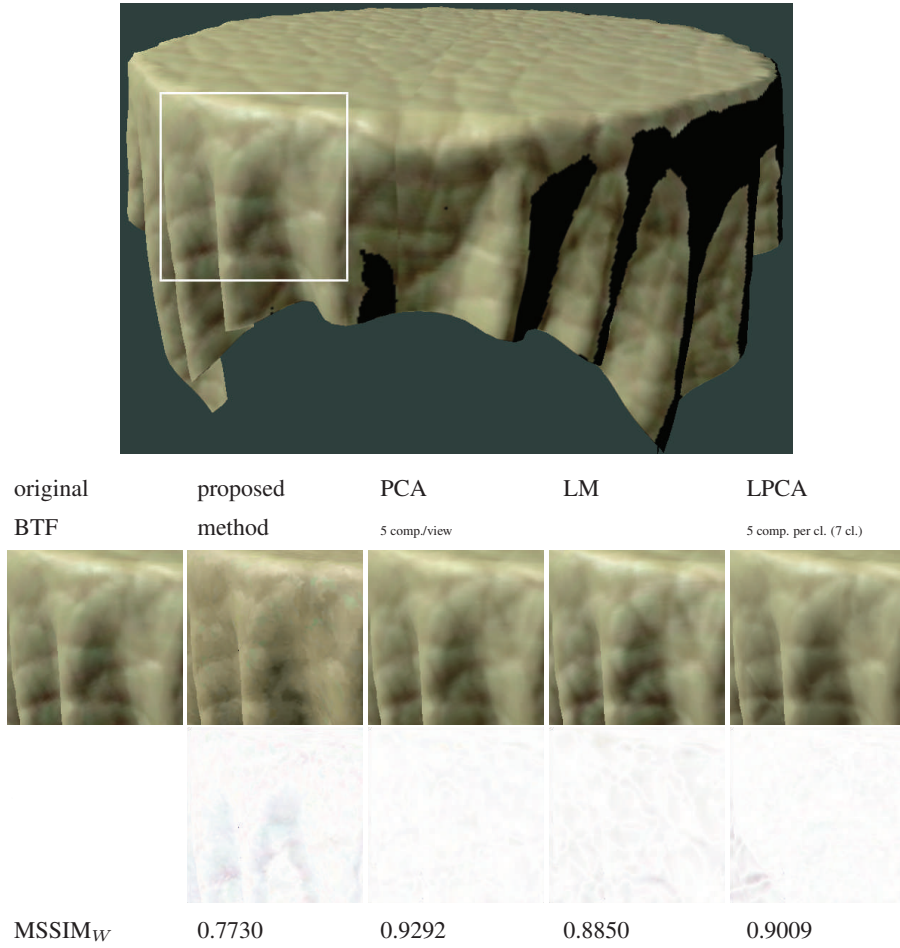 original proposed PCA LM LPCA
BTF method 5 comp./view 5 comp. per cl. (7 cl.)
MSSIM_W 0.7730 0.9292 0.8850 0.9009